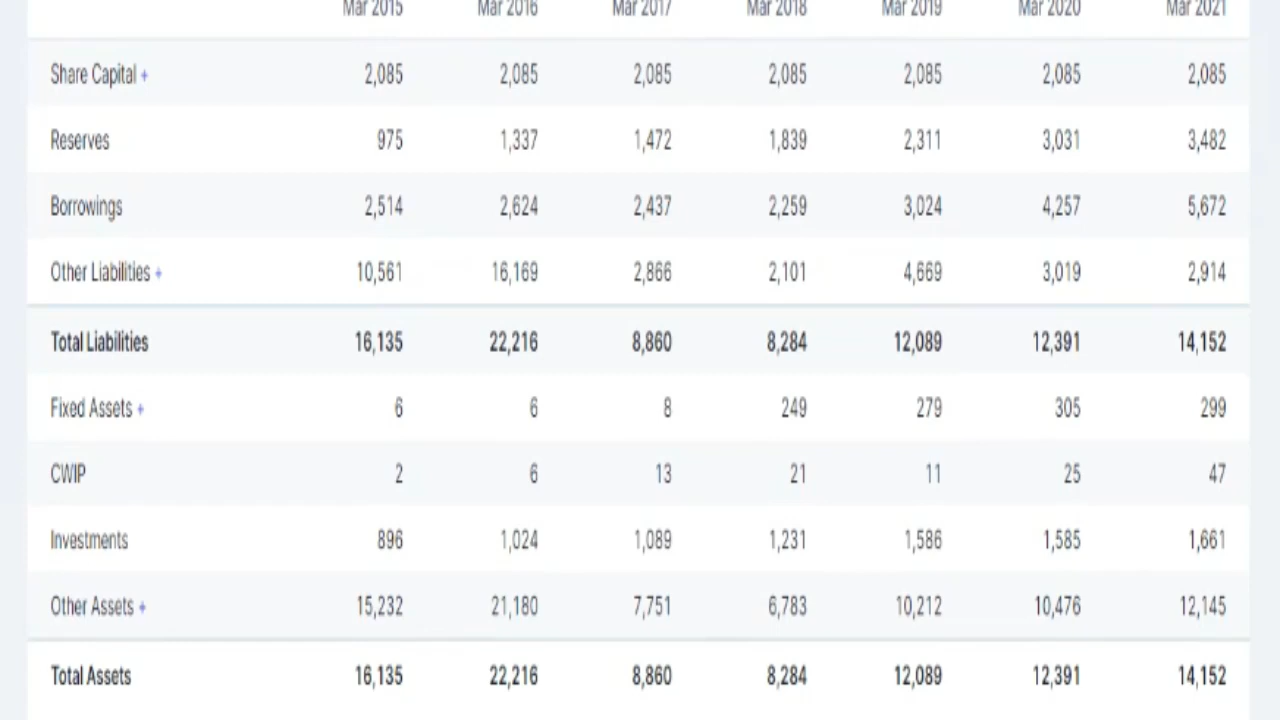 Mar 2015 Mar 2016 Mar 2017 Mar 2018 Mar 2019 Mar 2020 Mar 2021
Share Capital + 2,085 2,085 2,085 2,085 2,085 2,085 2,085
Reserves 975 1,337 1,472 1,839 2,311 3,031 3,482
Borrowings 2,514 2,624 2,437 2,259 3,024 4,257 5,672
Other Liabilities + 10,561 16,169 2,866 2,101 4,669 3,019 2,914
Total Liabilities 16,135 22,216 8,860 8,284 12,089 12,391 14,152
Fixed Assets + 6 6 8 249 279 305 299
CWIP 2 6 13 21 11 25 47
Investments 896 1,024 1,089 1,231 1,586 1,585 1,661
Other Assets + 15,232 21,180 7,751 6,783 10,212 10,476 12,145
Total Assets 16,135 22,216 8,860 8,284 12,089 12,391 14,152